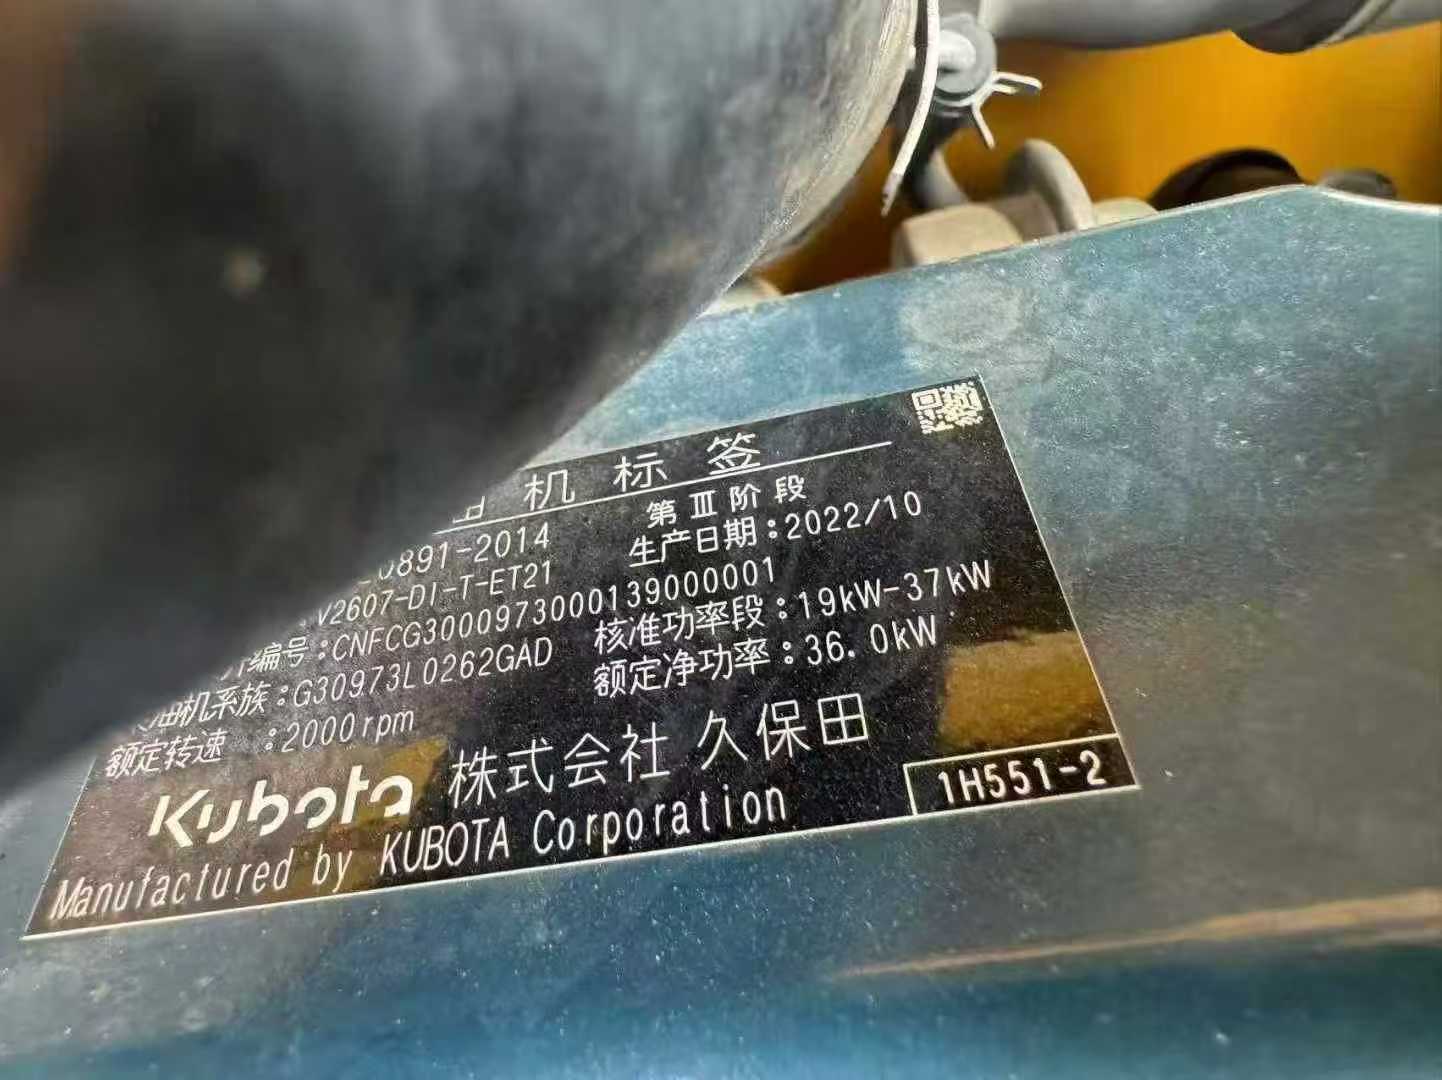 机标签
0891-2014 第Ⅲ阶段
V2607-DI-T-ET21 生产日期:2022/10
编号:CNFCG3000973000139000001
油机系族:G30973L0262GAD 核准功率段:19kW-37kW
额定转速 :2000rpm 额定净功率:36.0kW
Kubota 株式会社 久保田
Manufactured by KUBOTA Corporation
1H551-2